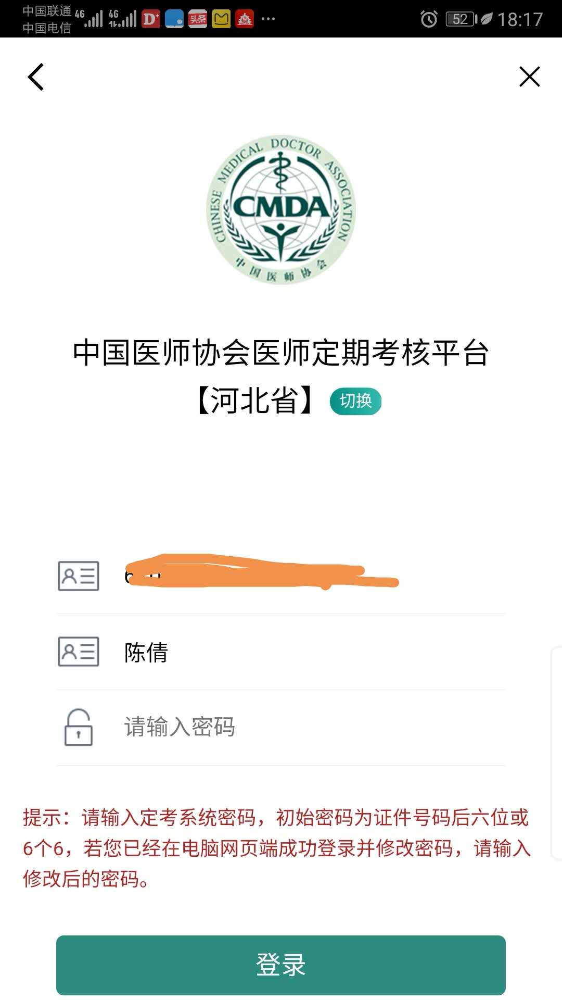 中国联通 4G 4G
中国电信
52 18:17
CHINESE MEDICAL DOCTOR ASSOCIATION
CMDA
中国医师协会
中国医师协会医师定期考核平台
【河北省】 切换
陈倩
请输入密码
提示：请输入定考系统密码，初始密码为证件号码后六位或
6个6，若您已经在电脑网页端成功登录并修改密码，请输入
修改后的密码。
登录